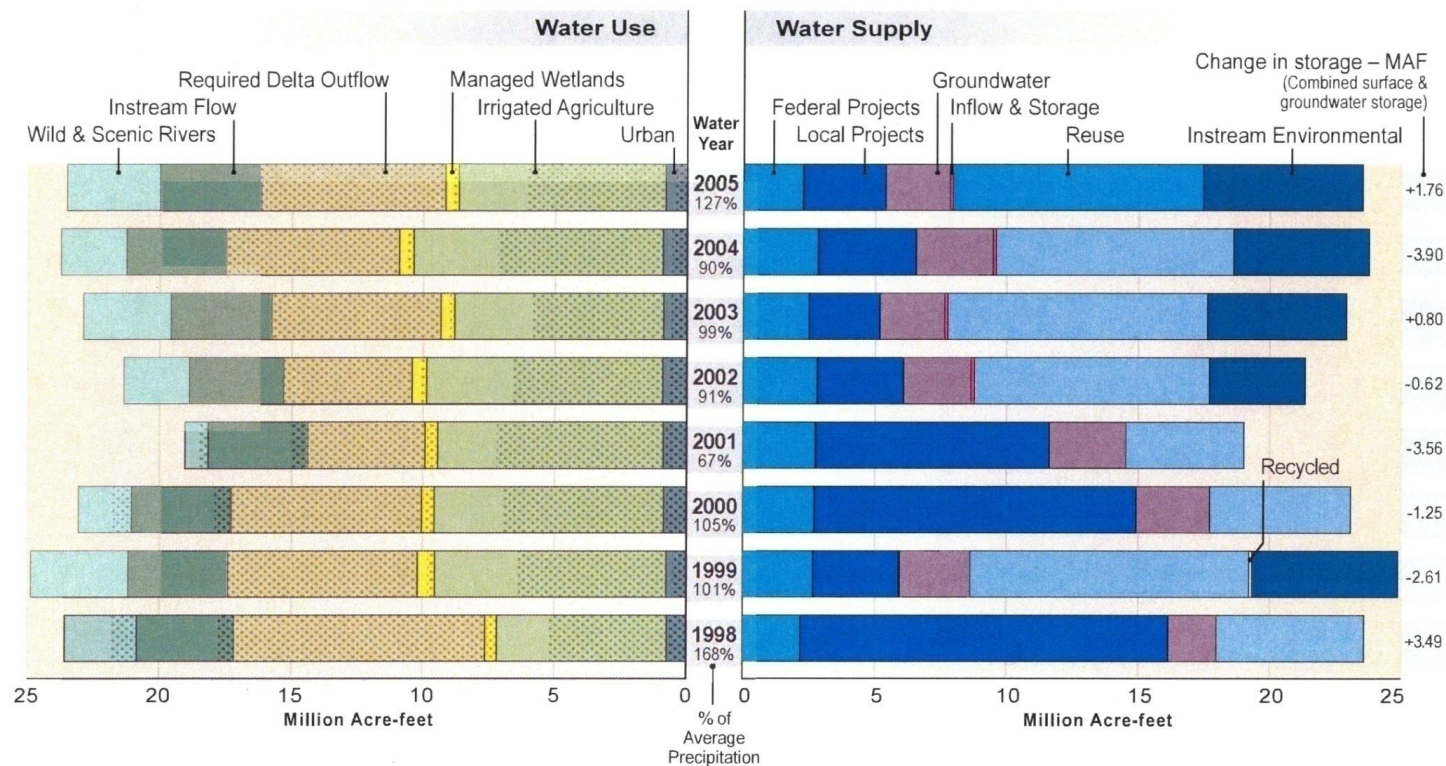 Water Use
Water Supply
Required Delta Outflow
Managed Wetlands
Instream Flow
Irrigated Agriculture
Wild & Scenic Rivers
Urban
Water
Year
Groundwater
Federal Projects
Inflow & Storage
Local Projects
Reuse
Instream Environmental
Change in storage – MAF
(Combined surface &
groundwater storage)
2005
127%
+1.76
2004
90%
-3.90
2003
99%
+0.80
2002
91%
-0.62
2001
67%
-3.56
Recycled
2000
105%
-1.25
1999
101%
-2.61
1998
168%
+3.49
25 20 15 10 5 0
0 5 10 15 20 25
Million Acre-feet
% of
Average
Precipitation
Million Acre-feet